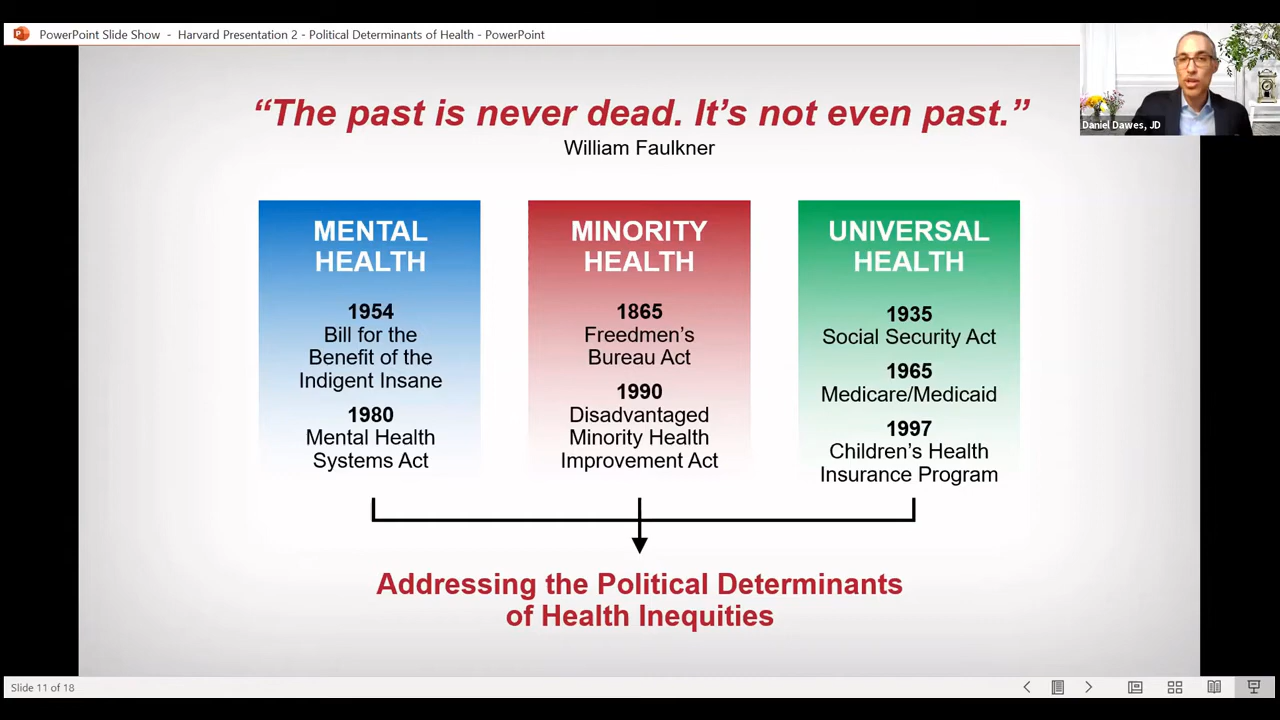 PowerPoint Slide Show - Harvard Presentation 2 - Political Determinants of Health - PowerPoint
“The past is never dead. It’s not even past.”
William Faulkner
Daniel Dawes, JD
MENTAL
HEALTH
1954
Bill for the
Benefit of the
Indigent Insane
1980
Mental Health
Systems Act
MINORITY
HEALTH
1865
Freedmen’s
Bureau Act
1990
Disadvantaged
Minority Health
Improvement Act
UNIVERSAL
HEALTH
1935
Social Security Act
1965
Medicare/Medicaid
1997
Children’s Health
Insurance Program
Addressing the Political Determinants
of Health Inequities
Slide 11 of 18